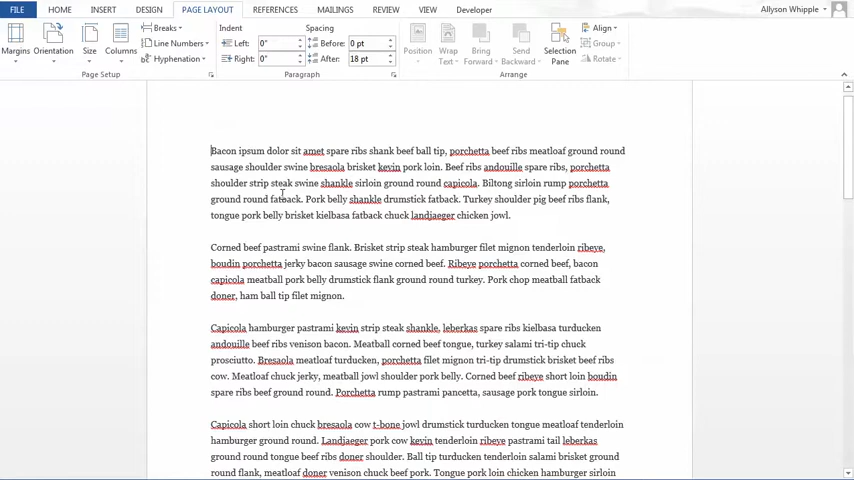 FILE HOME INSERT DESIGN PAGE LAYOUT REFERENCES MAILINGS REVIEW VIEW Developer Allyson Whipple
Margins Orientation Size Columns Breaks Line Numbers Hyphenation
Page Setup
Indent Spacing
Left: 0" Before: 0 pt
Right: 0" After: 18 pt
Paragraph
Position Wrap Text Bring Forward Send Backward Selection Pane Align Group Rotate
Arrange
Bacon ipsum dolor sit amet spare ribs shank beef ball tip, porchetta beef ribs meatloaf ground round
sausage shoulder swine bresaola brisket kevin pork loin. Beef ribs andouille spare ribs, porchetta
shoulder strip steak swine shankle sirloin ground round capicola. Biltong sirloin rump porchetta
ground round fatback. Pork belly shankle drumstick fatback. Turkey shoulder pig beef ribs flank,
tongue pork belly brisket kielbasa fatback chuck landjaeger chicken jowl.
Corned beef pastrami swine flank. Brisket strip steak hamburger filet mignon tenderloin ribeye,
boudin porchetta jerky bacon sausage swine corned beef. Ribeye porchetta corned beef, bacon
capicola meatball pork belly drumstick flank ground round turkey. Pork chop meatball fatback
doner, ham ball tip filet mignon.
Capicola hamburger pastrami kevin strip steak shankle, leberkas spare ribs kielbasa turducken
andouille beef ribs venison bacon. Meatball corned beef tongue, turkey salami tri-tip chuck
prosciutto. Bresaola meatloaf turducken, porchetta filet mignon tri-tip drumstick brisket beef ribs
cow. Meatloaf chuck jerky, meatball jowl shoulder pork belly. Corned beef ribeye short loin boudin
spare ribs beef ground round. Porchetta rump pastrami pancetta, sausage pork tongue sirloin.
Capicola short loin chuck bresaola cow t-bone jowl drumstick turducken tongue meatloaf tenderloin
hamburger ground round. Landjaeger pork cow kevin tenderloin ribeye pastrami tail leberkas
ground round tongue beef ribs doner shoulder. Ball tip turducken tenderloin salami brisket beef ribs
round flank, meatloaf doner venison chuck beef pork. Tongue pork loin chicken hamburger sirloin